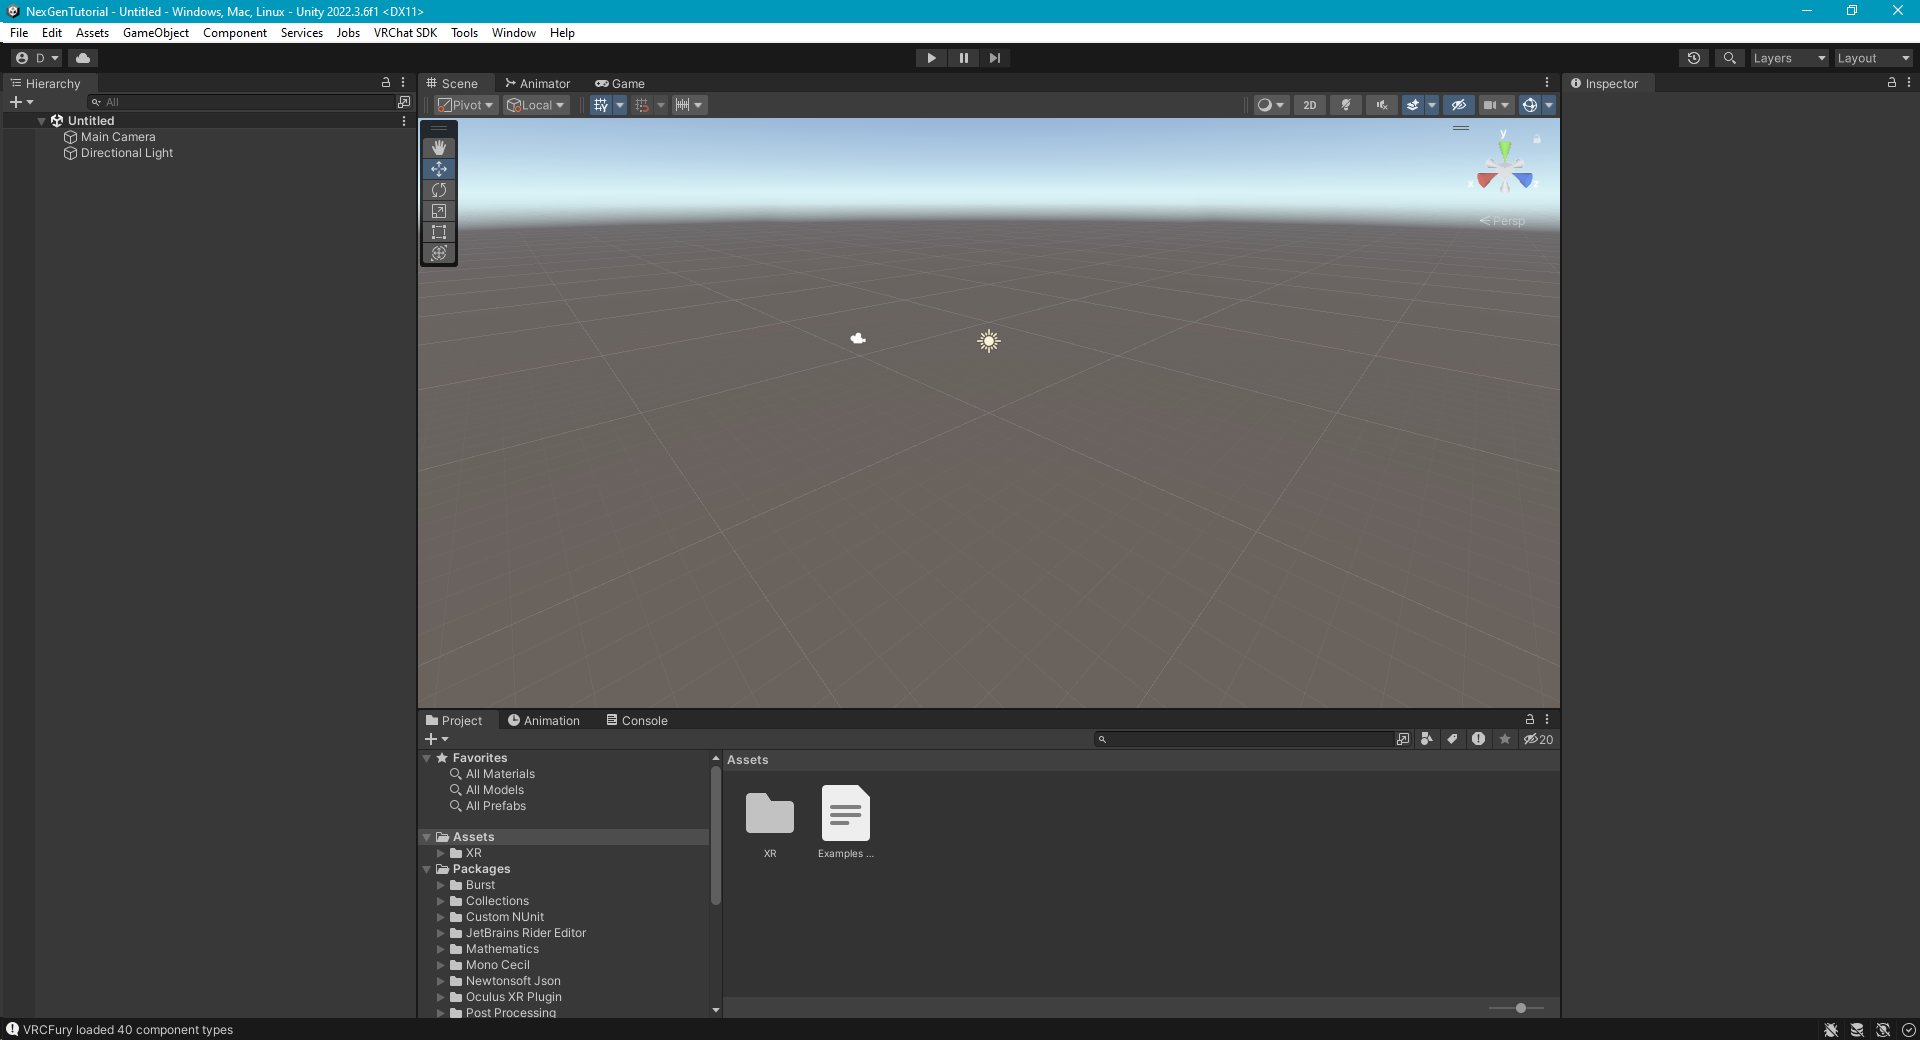 NexGenTutorial - Untitled - Windows, Mac, Linux - Unity 2022.3.6f1 <DX11>
File Edit Assets GameObject Component Services Jobs VRChat SDK Tools Window Help
D
Layers
Layout
Hierarchy
All
Untitled
Main Camera
Directional Light
Scene
Animator
Game
Pivot
Local
2D
y
x
z
Persp
Inspector
Project
Animation
Console
20
Favorites
All Materials
All Models
All Prefabs
Assets
XR
Packages
Burst
Collections
Custom NUnit
JetBrains Rider Editor
Mathematics
Mono Cecil
Newtonsoft Json
Oculus XR Plugin
Post Processing
Assets
XR
Examples ...
VRCFury loaded 40 component types